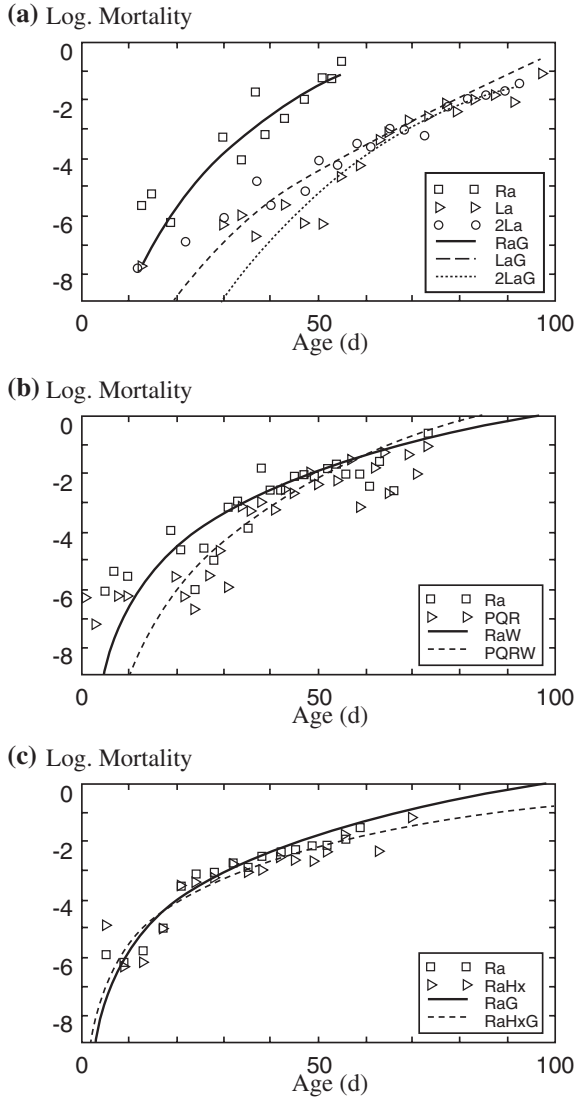 (a) Log. Mortality
0
-2
-4
-6
-8
0 50 100
Age (d)
Ra
La
2La
RaG
LaG
2LaG
(b) Log. Mortality
0
-2
-4
-6
-8
0 50 100
Age (d)
Ra
PQR
RaW
PQRW
(c) Log. Mortality
0
-2
-4
-6
-8
0 50 100
Age (d)
Ra
RaHx
RaG
RaHxG